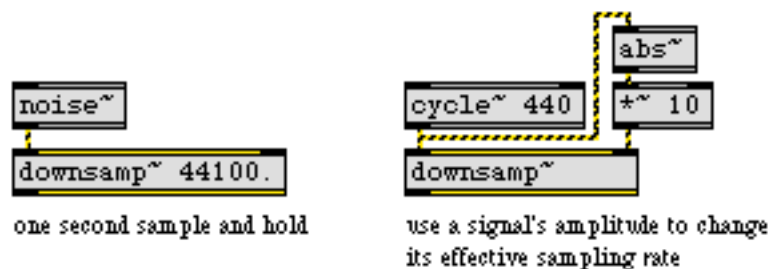 abs~
noise~
cycle~ 440
*~ 10
downsamp~ 44100.
downsamp~
one second sample and hold
use a signal's amplitude to change
its effective sampling rate